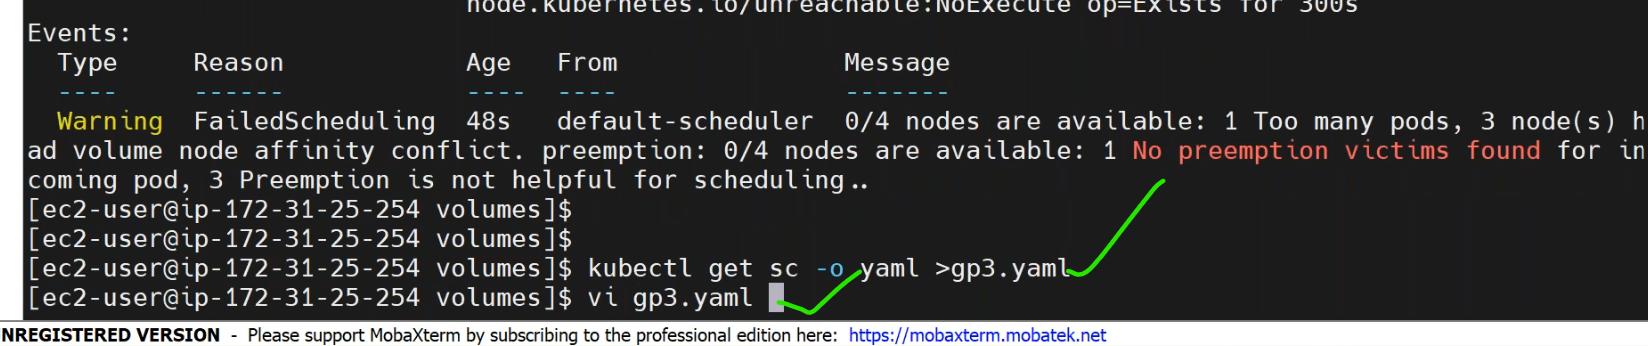 node.kubernetes.io/unreachable:NoExecute op=Exists for 300s
Events:
Type Reason Age From Message
---- ------ ---- ---- -------
Warning FailedScheduling 48s default-scheduler 0/4 nodes are available: 1 Too many pods, 3 node(s) h
ad volume node affinity conflict. preemption: 0/4 nodes are available: 1 No preemption victims found for in
coming pod, 3 Preemption is not helpful for scheduling..
[ec2-user@ip-172-31-25-254 volumes]$
[ec2-user@ip-172-31-25-254 volumes]$
[ec2-user@ip-172-31-25-254 volumes]$ kubectl get sc -o yaml >gp3.yaml
[ec2-user@ip-172-31-25-254 volumes]$ vi gp3.yaml
NREGISTERED VERSION - Please support MobaXterm by subscribing to the professional edition here: https://mobaxterm.mobatek.net